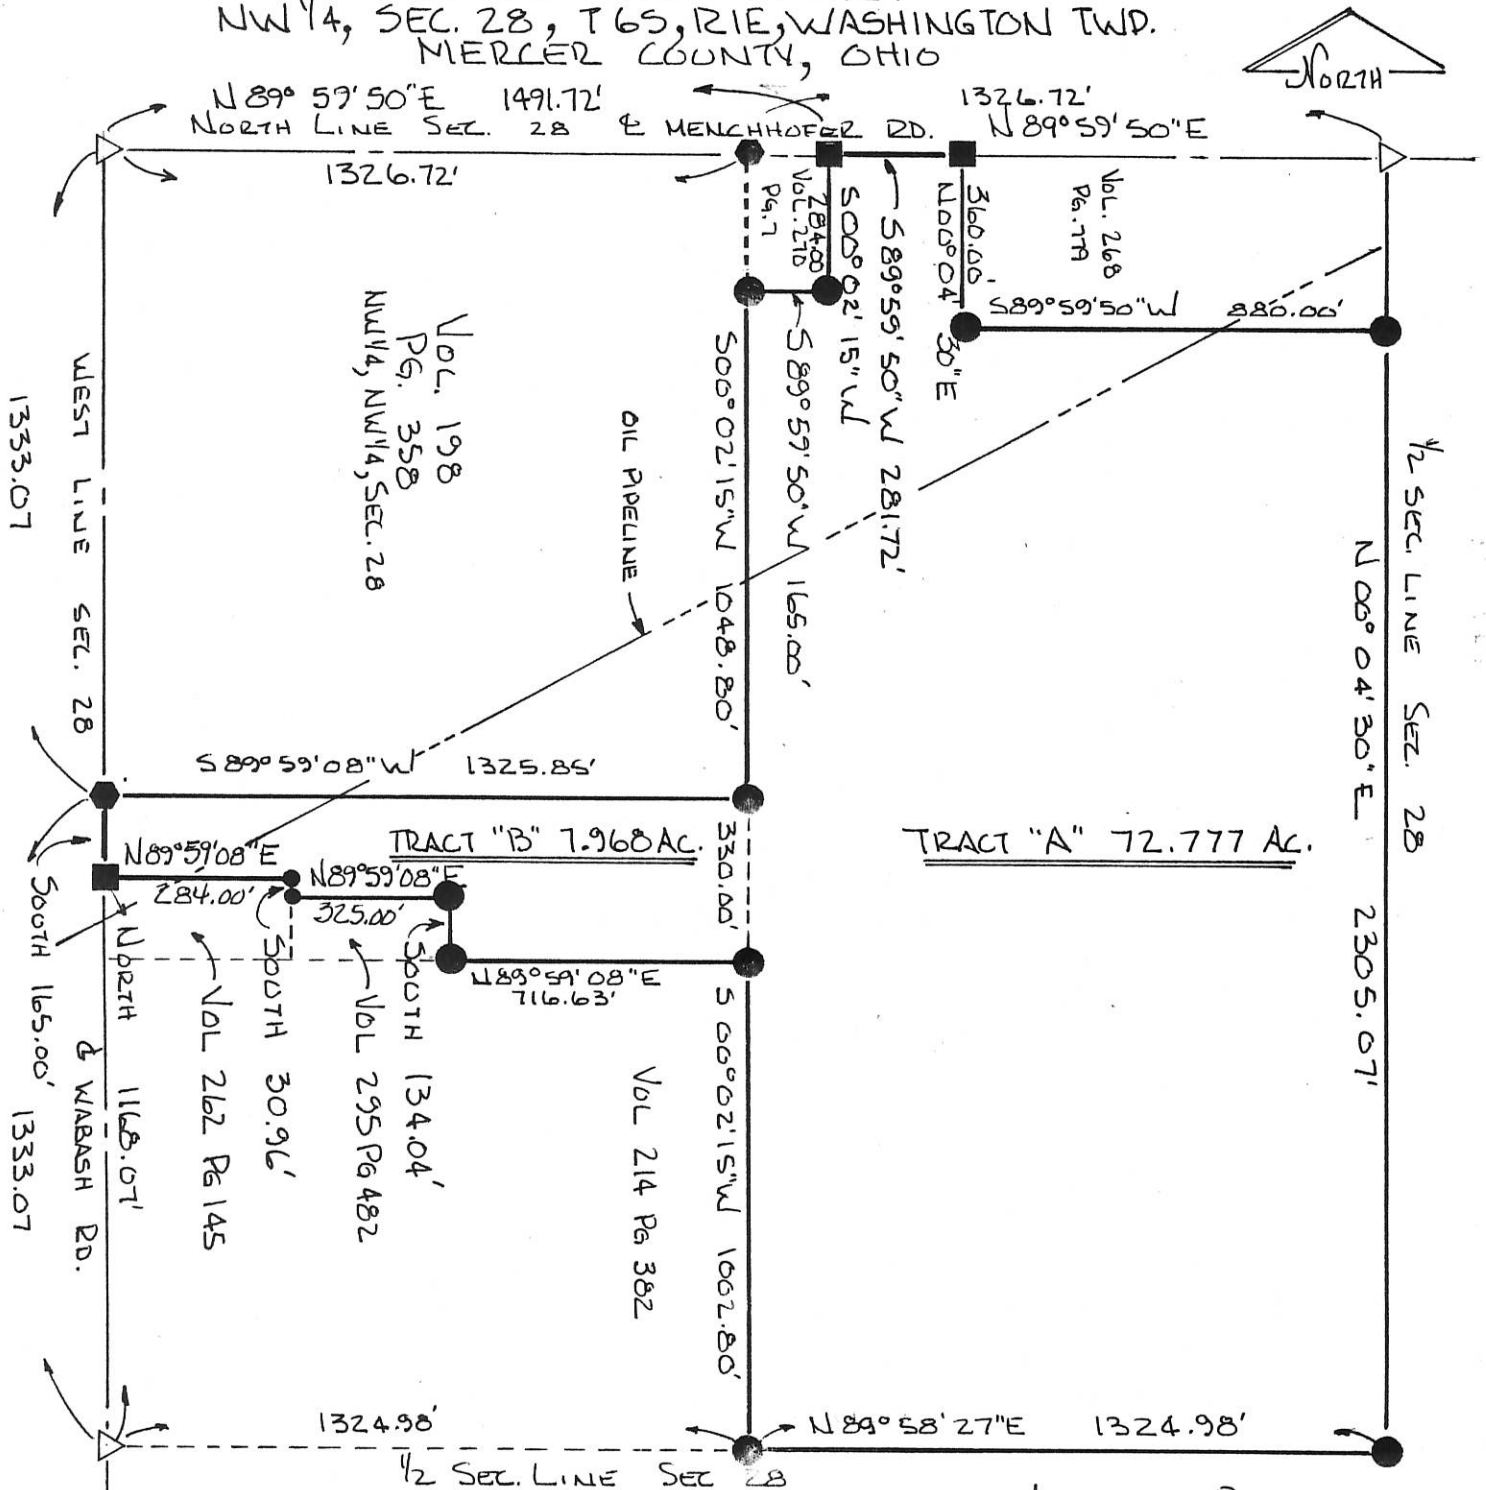 NW 1/4, SEC. 28, T6S, R1E, WASHINGTON TWD.
MERCER COUNTY, OHIO
NORTH
N 89° 59' 50"E 1491.72'
NORTH LINE SEC. 28 & ℄ MENCHHOFER RD.
1326.72'
N 89° 59' 50"E
1326.72'
VOL. 270
PG. 7
284.00
S00° 02' 15"W
S89° 59' 50"W 281.72'
360.00'
N00° 04' 30"E
VOL. 268
PG. 779
S89° 59' 50"W 880.00'
S89° 59' 50"W 165.00'
S00° 02' 15"W 1048.80'
VOL. 198
PG. 358
NW 1/4, NW 1/4, SEC. 28
OIL PIPELINE
WEST LINE SEC. 28
1333.07
1/2 SEC. LINE SEC. 28
N 00° 04' 30"E 2305.07'
S 89° 59' 08"W 1325.85'
TRACT "B" 7.968 AC.
330.00'
TRACT "A" 72.777 AC.
N89° 59' 08"E
284.00'
N89° 59' 08"E
325.00'
N89° 59' 08"E
716.63'
SOUTH 165.00'
NORTH 1168.07'
VOL 262 PG 145
SOUTH 30.96'
VOL 295 PG 482
SOUTH 134.04'
VOL 214 PG 382
S 00° 02' 15"W 1002.80'
℄ WABASH RD.
1333.07
1324.98'
N 89° 58' 27"E 1324.98'
1/2 SEC. LINE SEC 28